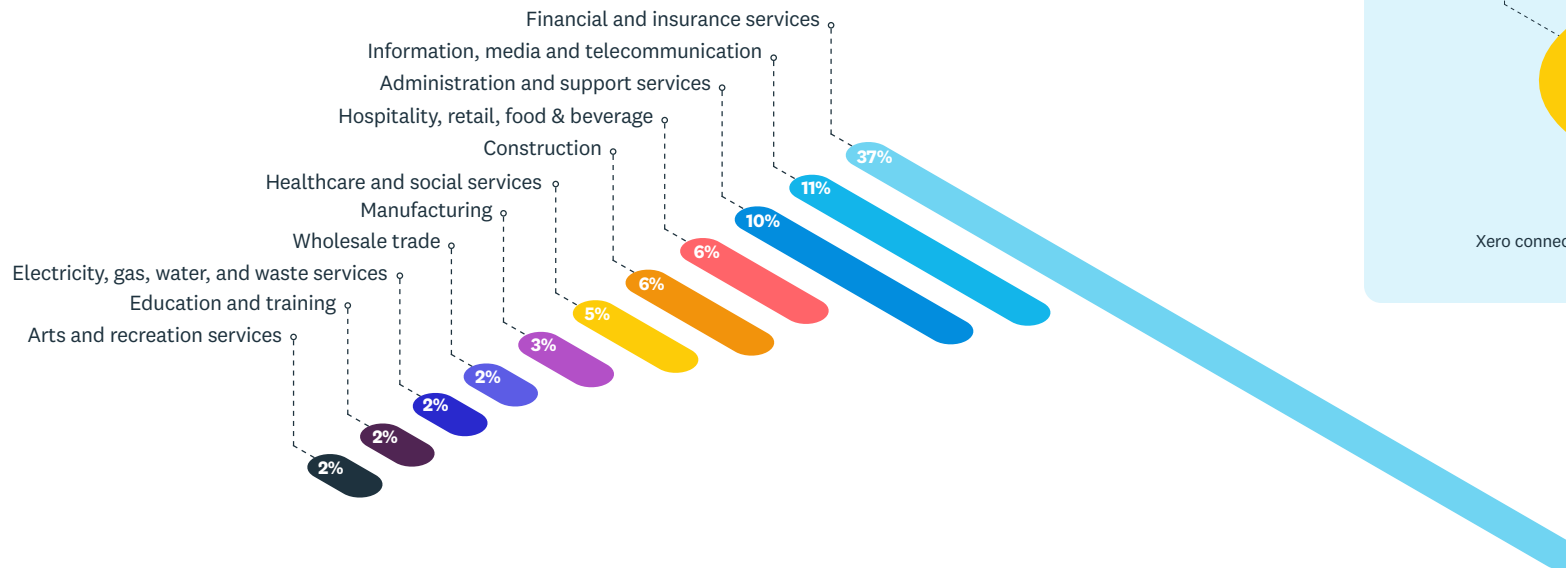 Financial and insurance services
Information, media and telecommunication
Administration and support services
Hospitality, retail, food & beverage
Construction
Healthcare and social services
Manufacturing
Wholesale trade
Electricity, gas, water, and waste services
Education and training
Arts and recreation services
37%
11%
10%
6%
6%
5%
3%
2%
2%
2%
2%
Xero